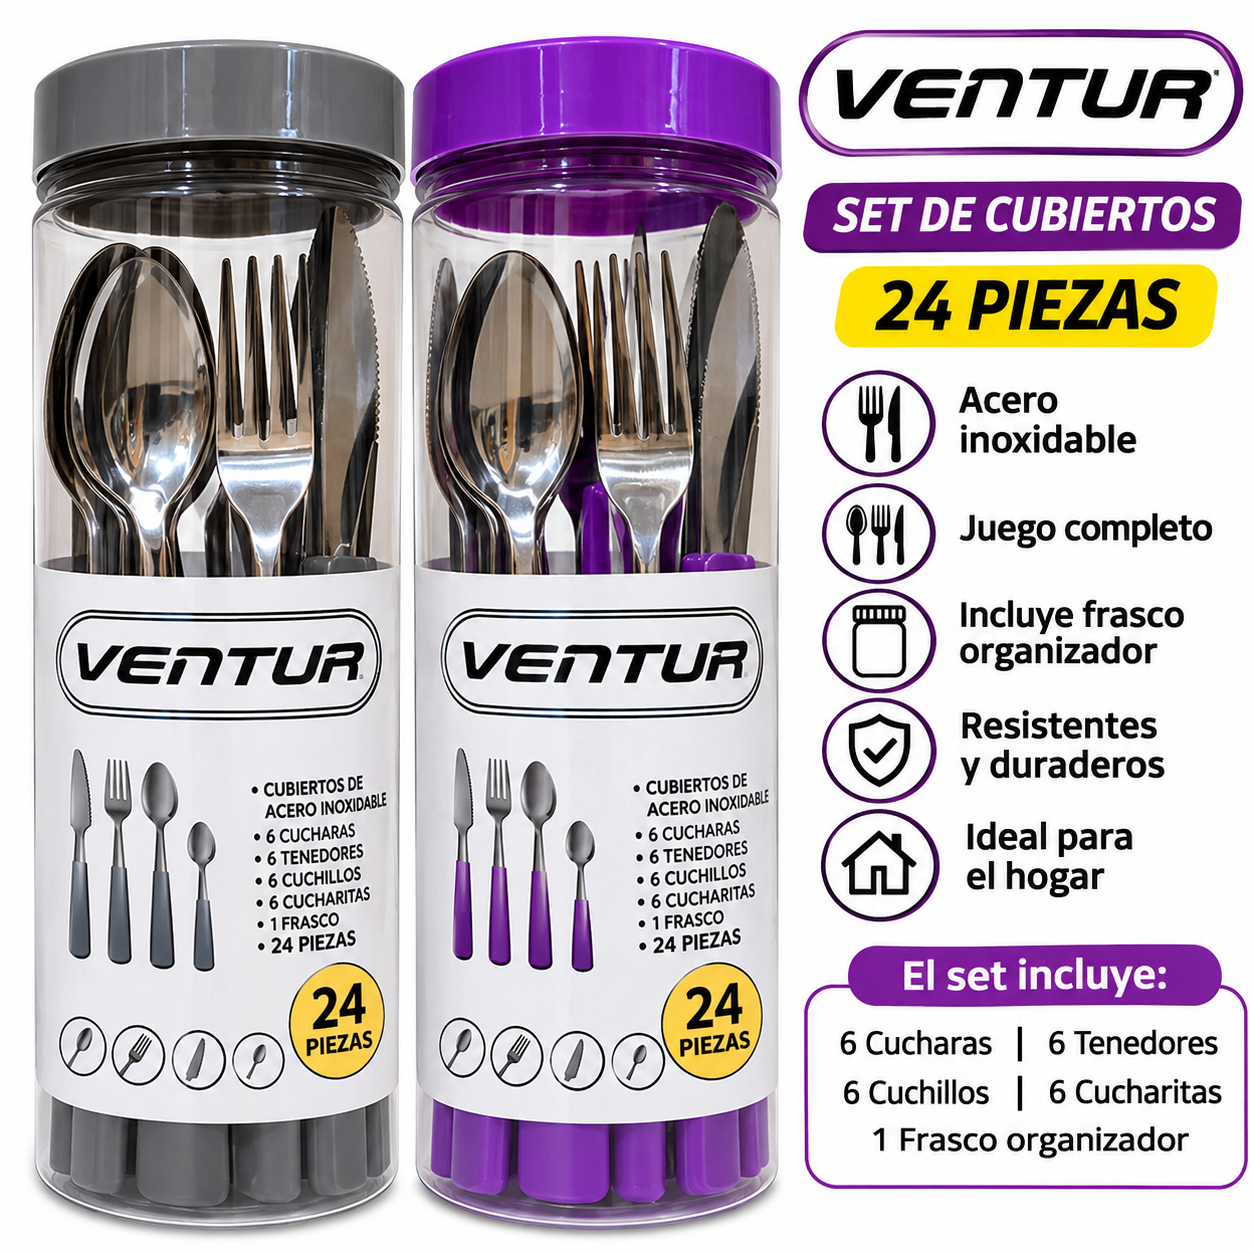 VENTUR
SET DE CUBIERTOS
24 PIEZAS
Acero
inoxidable
Juego completo
Incluye frasco
organizador
Resistentes
y duraderos
Ideal para
el hogar
El set incluye:
6 Cucharas | 6 Tenedores
6 Cuchillos | 6 Cucharitas
1 Frasco organizador
VENTUR
• CUBIERTOS DE
ACERO INOXIDABLE
• 6 CUCHARAS
• 6 TENEDORES
• 6 CUCHILLOS
• 6 CUCHARITAS
• 1 FRASCO
• 24 PIEZAS
24
PIEZAS
VENTUR
• CUBIERTOS DE
ACERO INOXIDABLE
• 6 CUCHARAS
• 6 TENEDORES
• 6 CUCHILLOS
• 6 CUCHARITAS
• 1 FRASCO
• 24 PIEZAS
24
PIEZAS